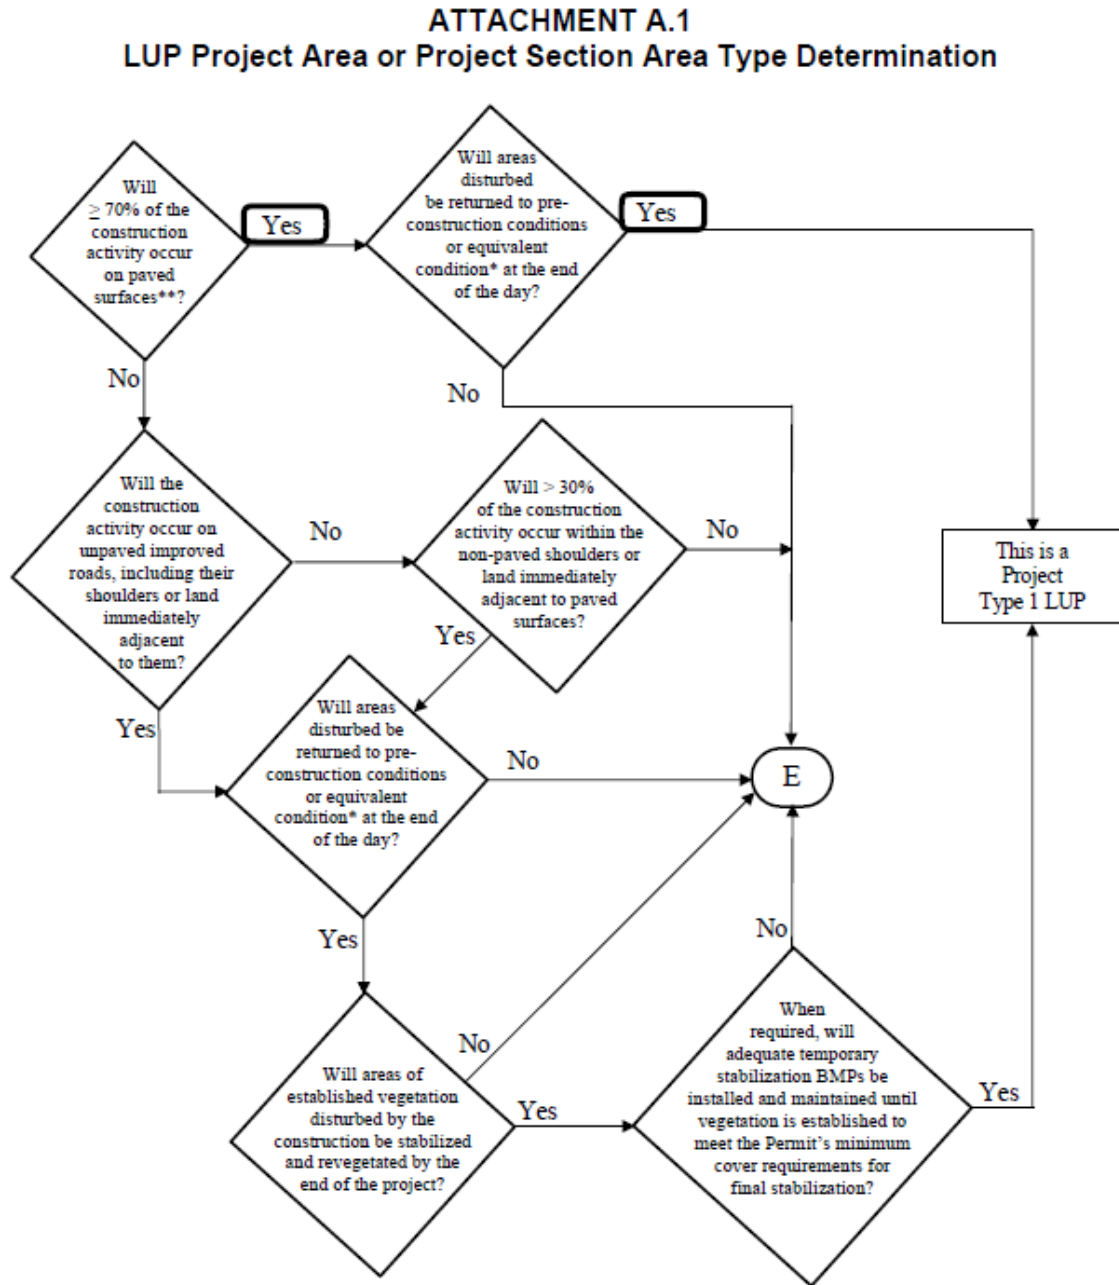 ATTACHMENT A.1
LUP Project Area or Project Section Area Type Determination
Will
≥ 70% of the
construction
activity occur
on paved
surfaces**?
Yes
Will areas
disturbed
be returned to pre-
construction conditions
or equivalent
condition* at the end
of the day?
Yes
No
No
Will the
construction
activity occur on
unpaved improved
roads, including their
shoulders or land
immediately
adjacent
to them?
No
Will > 30%
of the construction
activity occur within the
non-paved shoulders or
land immediately
adjacent to paved
surfaces?
No
This is a
Project
Type 1 LUP
Yes
Yes
Will areas
disturbed be
returned to pre-
construction conditions
or equivalent
condition* at the end
of the day?
No
E
Yes
No
No
Will areas of
established vegetation
disturbed by the
construction be stabilized
and revegetated by the
end of the project?
Yes
When
required, will
adequate temporary
stabilization BMPs be
installed and maintained until
vegetation is established to
meet the Permit's minimum
cover requirements for
final stabilization?
Yes